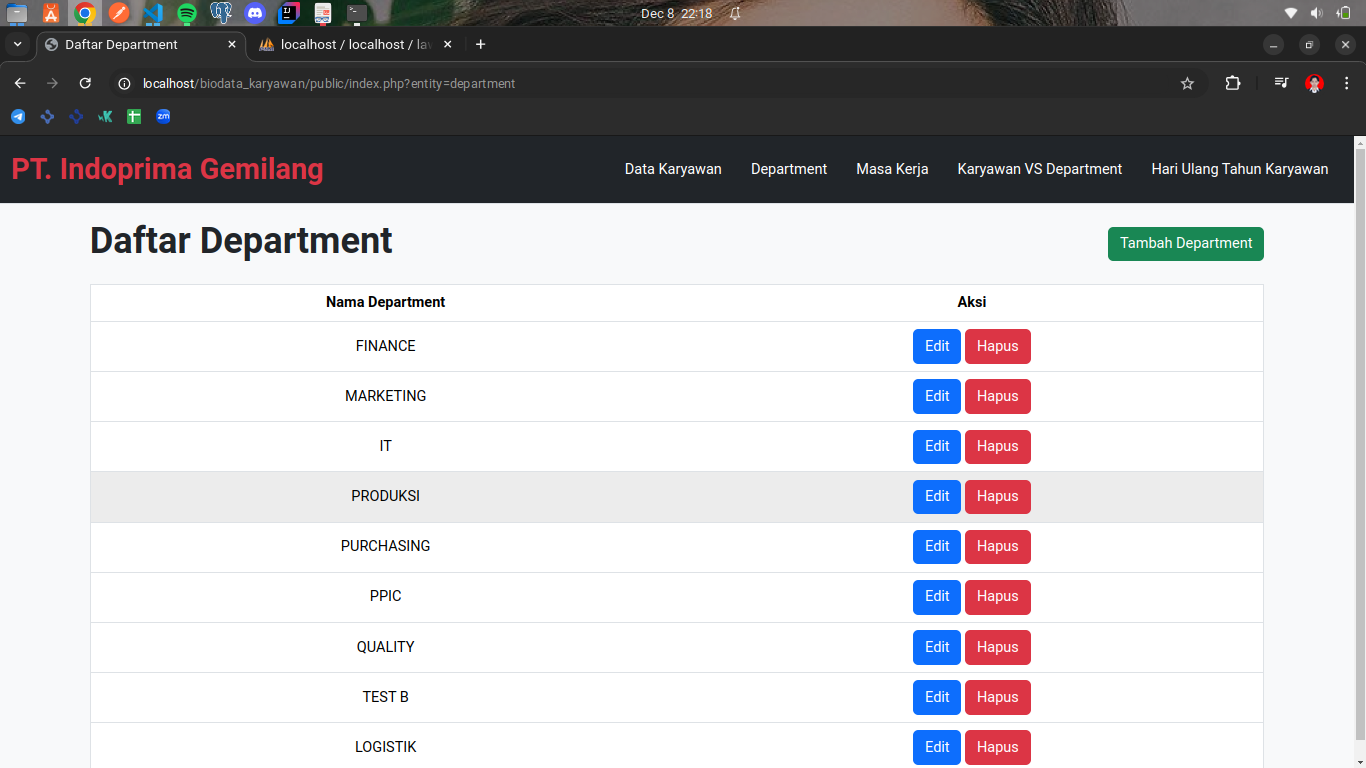 Dec 8 22:18
Daftar Department
localhost / localhost / la
localhost/biodata_karyawan/public/index.php?entity=department
zm
PT. Indoprima Gemilang
Data Karyawan Department Masa Kerja Karyawan VS Department Hari Ulang Tahun Karyawan
Daftar Department
Tambah Department
Nama Department Aksi
FINANCE Edit Hapus
MARKETING Edit Hapus
IT Edit Hapus
PRODUKSI Edit Hapus
PURCHASING Edit Hapus
PPIC Edit Hapus
QUALITY Edit Hapus
TEST B Edit Hapus
LOGISTIK Edit Hapus